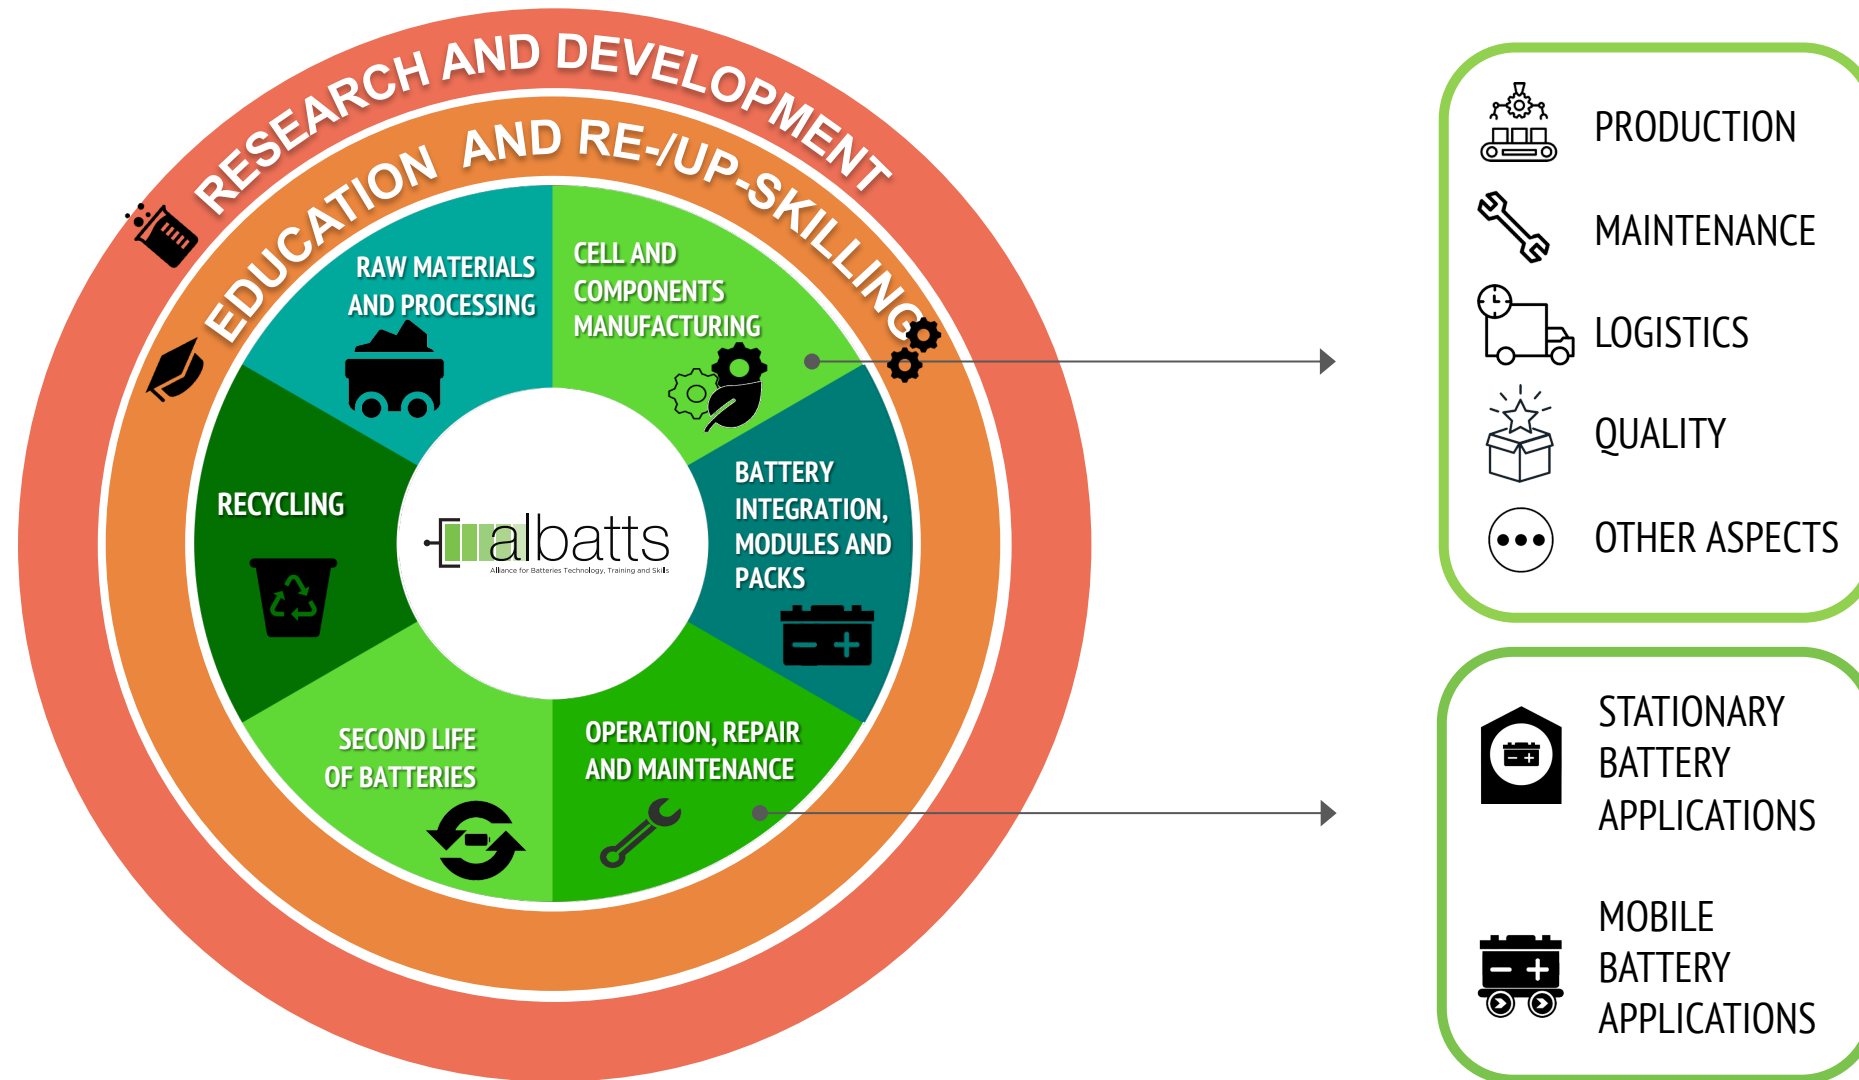 RESEARCH AND DEVELOPMENT
EDUCATION AND RE-/UP-SKILLING
RAW MATERIALS
AND PROCESSING
CELL AND
COMPONENTS
MANUFACTURING
BATTERY
INTEGRATION,
MODULES AND
PACKS
OPERATION, REPAIR
AND MAINTENANCE
SECOND LIFE
OF BATTERIES
RECYCLING
albatts
Alliance for Batteries Technology, Training and Skills
PRODUCTION
MAINTENANCE
LOGISTICS
QUALITY
OTHER ASPECTS
STATIONARY
BATTERY
APPLICATIONS
MOBILE
BATTERY
APPLICATIONS